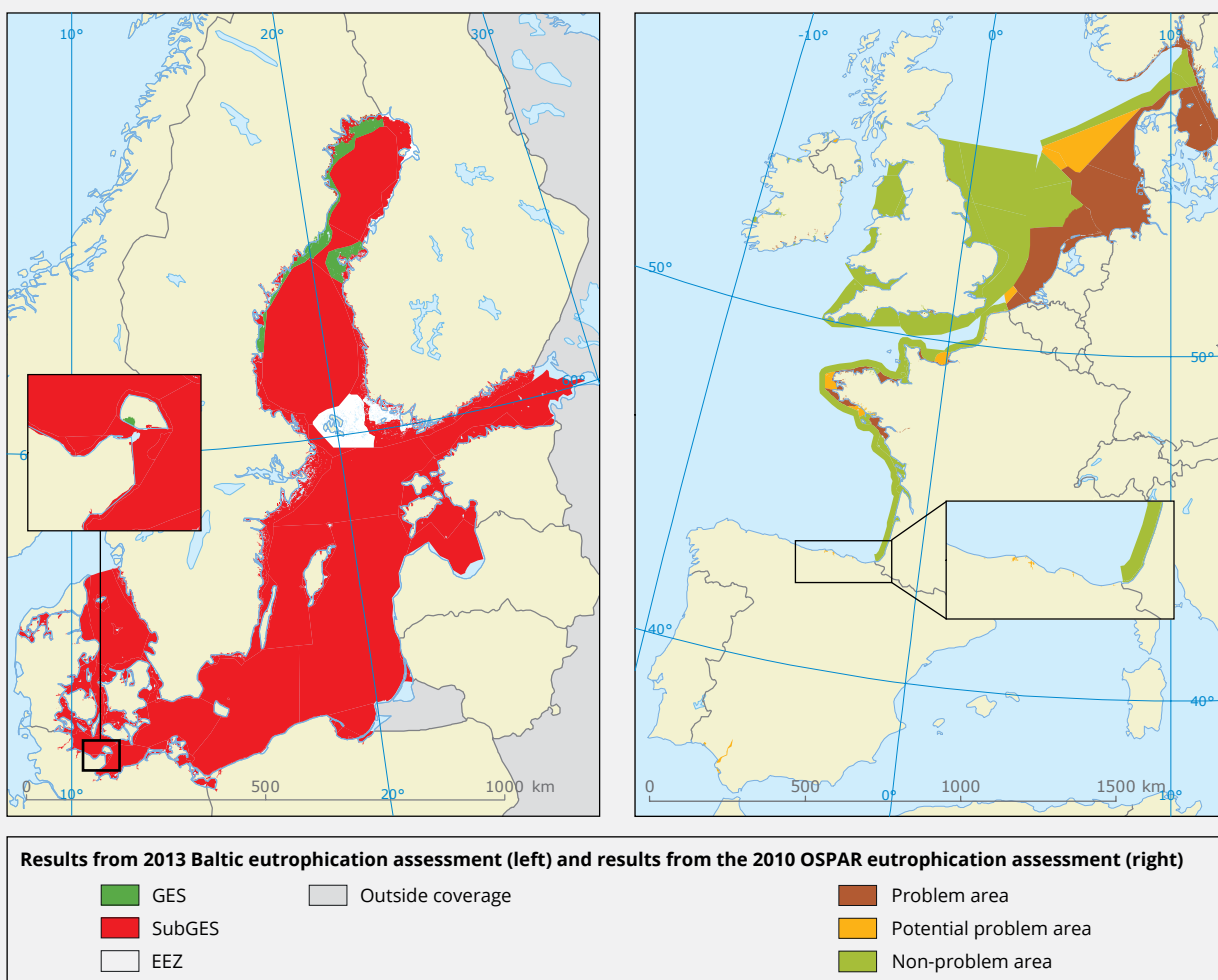 10°
20°
30°
60°
6
0
500
1000 km
10°
20°
-10°
0°
10°
50°
50°
40°
40°
0
500
1000
1500 km
0°
10°
Results from 2013 Baltic eutrophication assessment (left) and results from the 2010 OSPAR eutrophication assessment (right)
GES
Outside coverage
Problem area
SubGES
Potential problem area
EEZ
Non-problem area